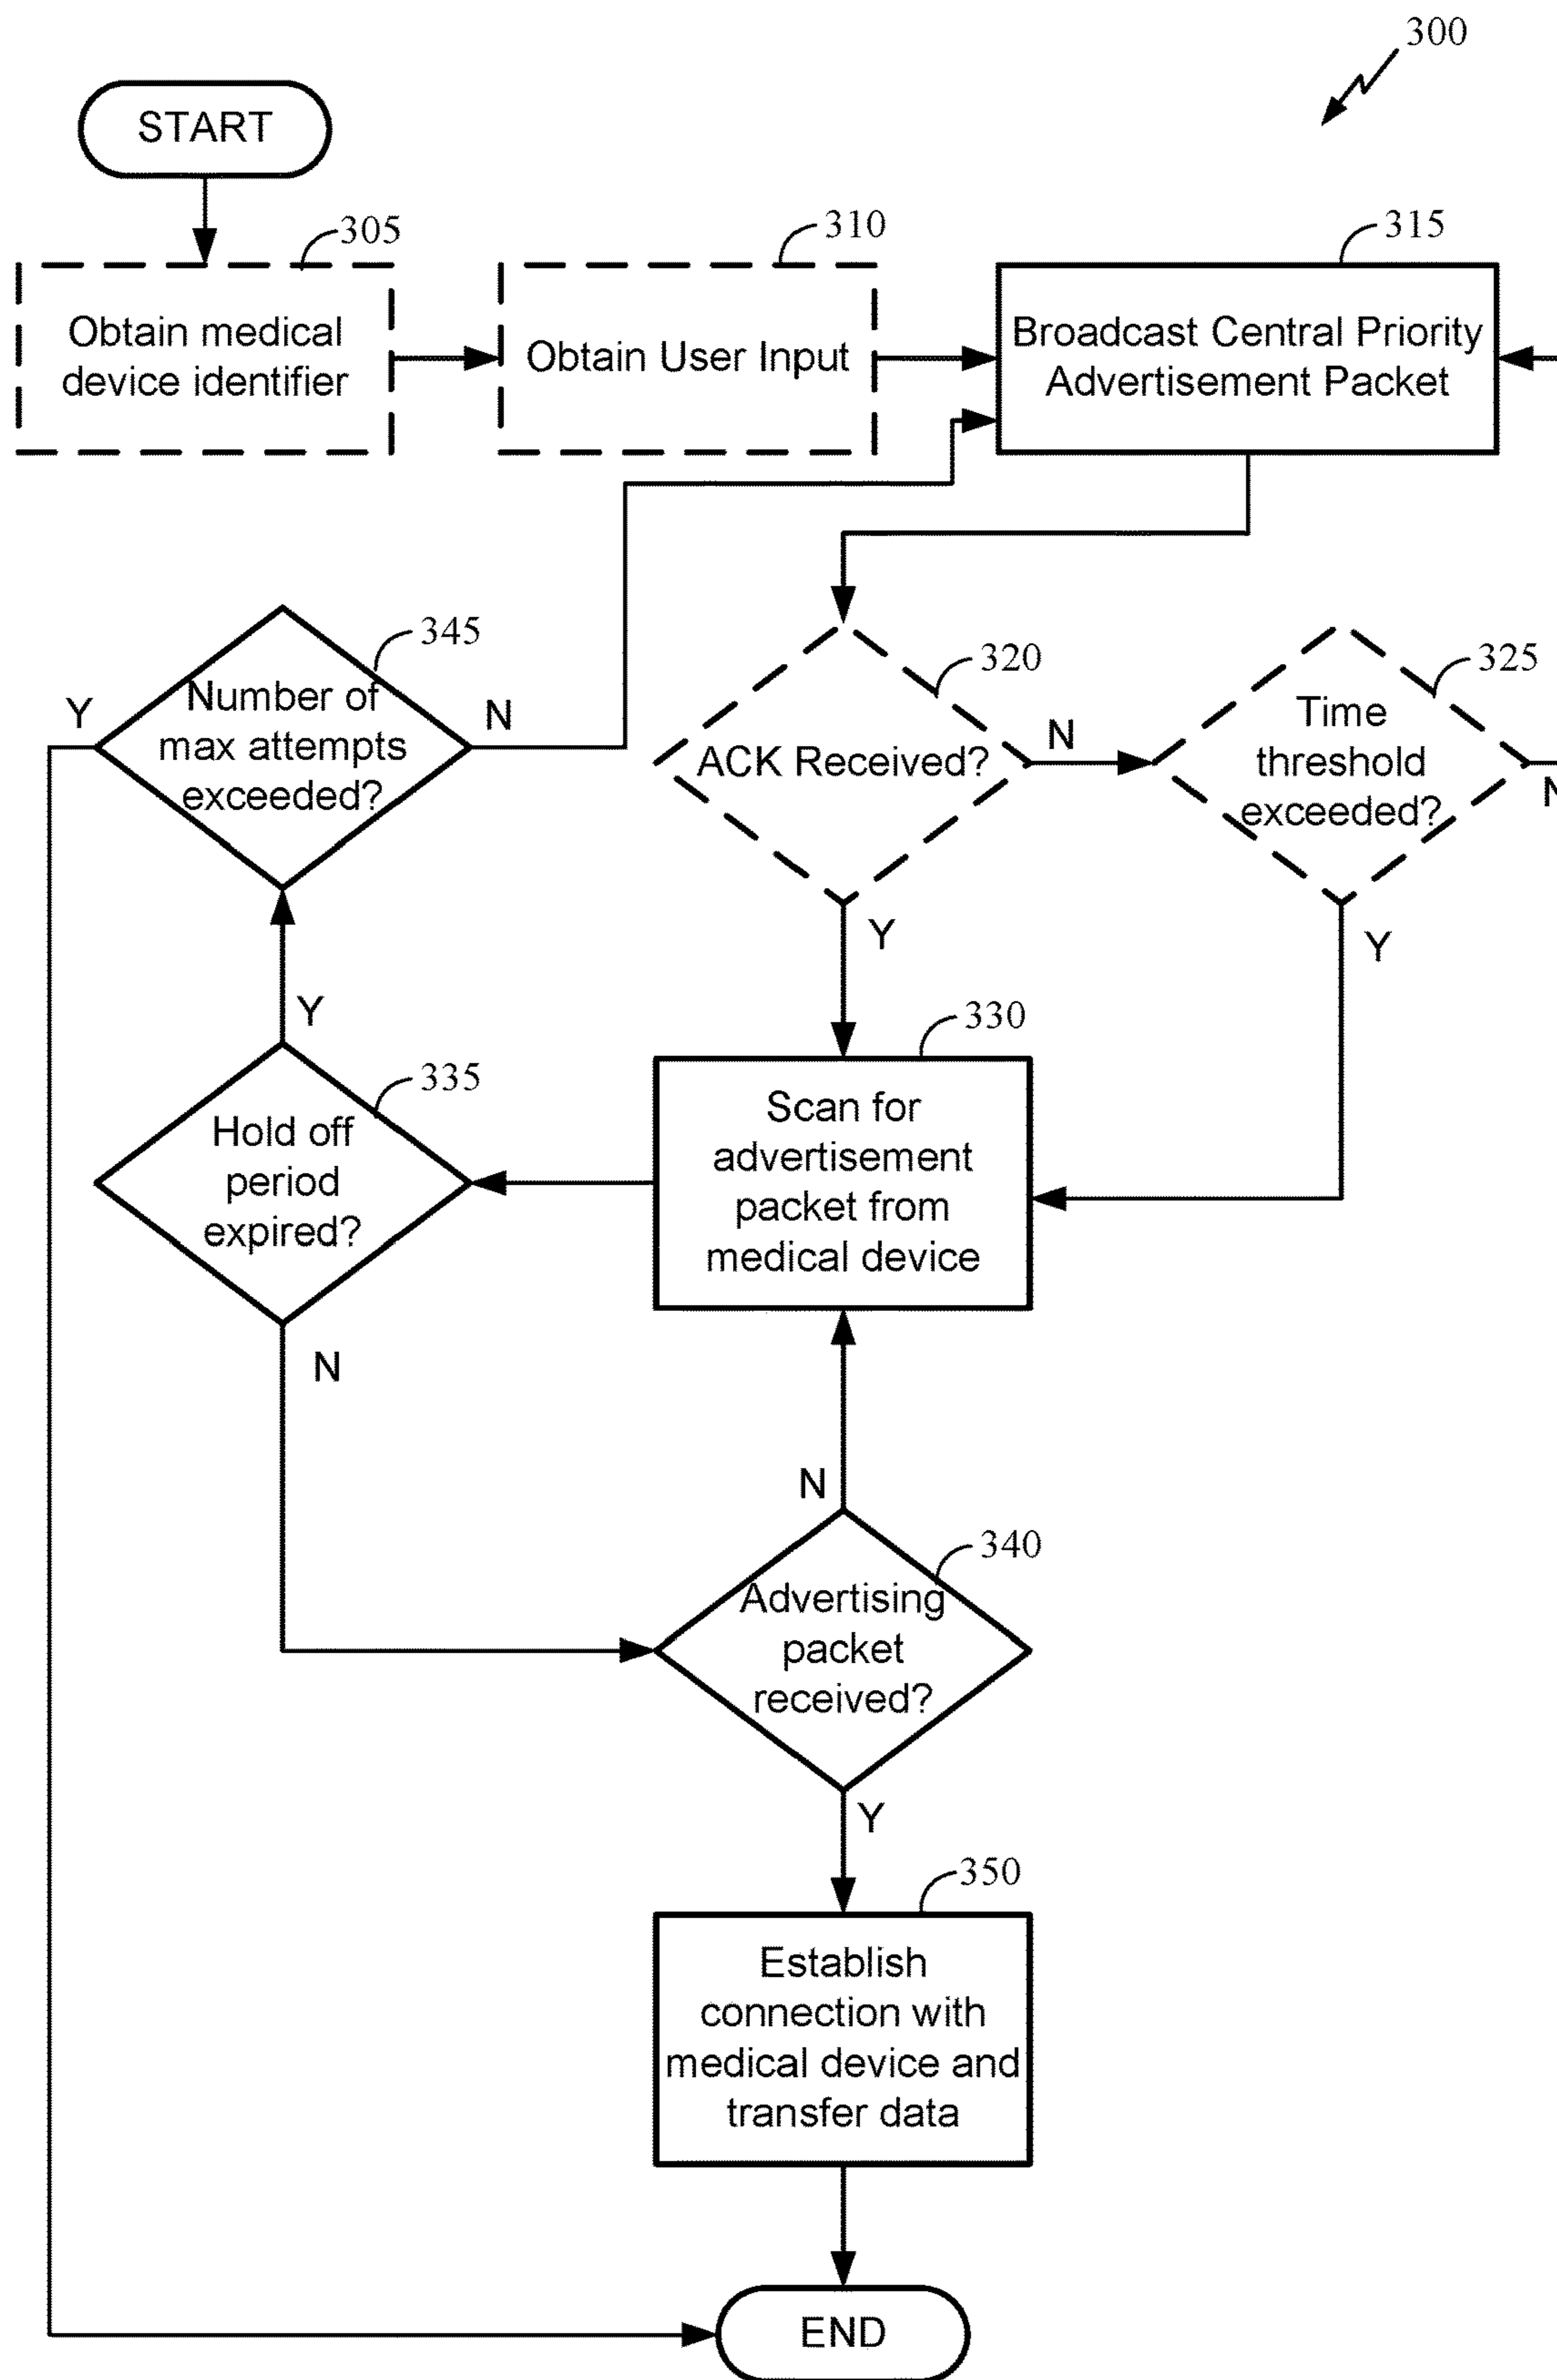 300
START
305
Obtain medical
device identifier
310
Obtain User Input
315
Broadcast Central Priority
Advertisement Packet
345
Number of
max attempts
exceeded?
Y
N
320
ACK Received?
N
Y
325
Time
threshold
exceeded?
N
Y
330
Scan for
advertisement
packet from
medical device
335
Hold off
period
expired?
Y
N
340
Advertising
packet
received?
N
Y
350
Establish
connection with
medical device and
transfer data
END